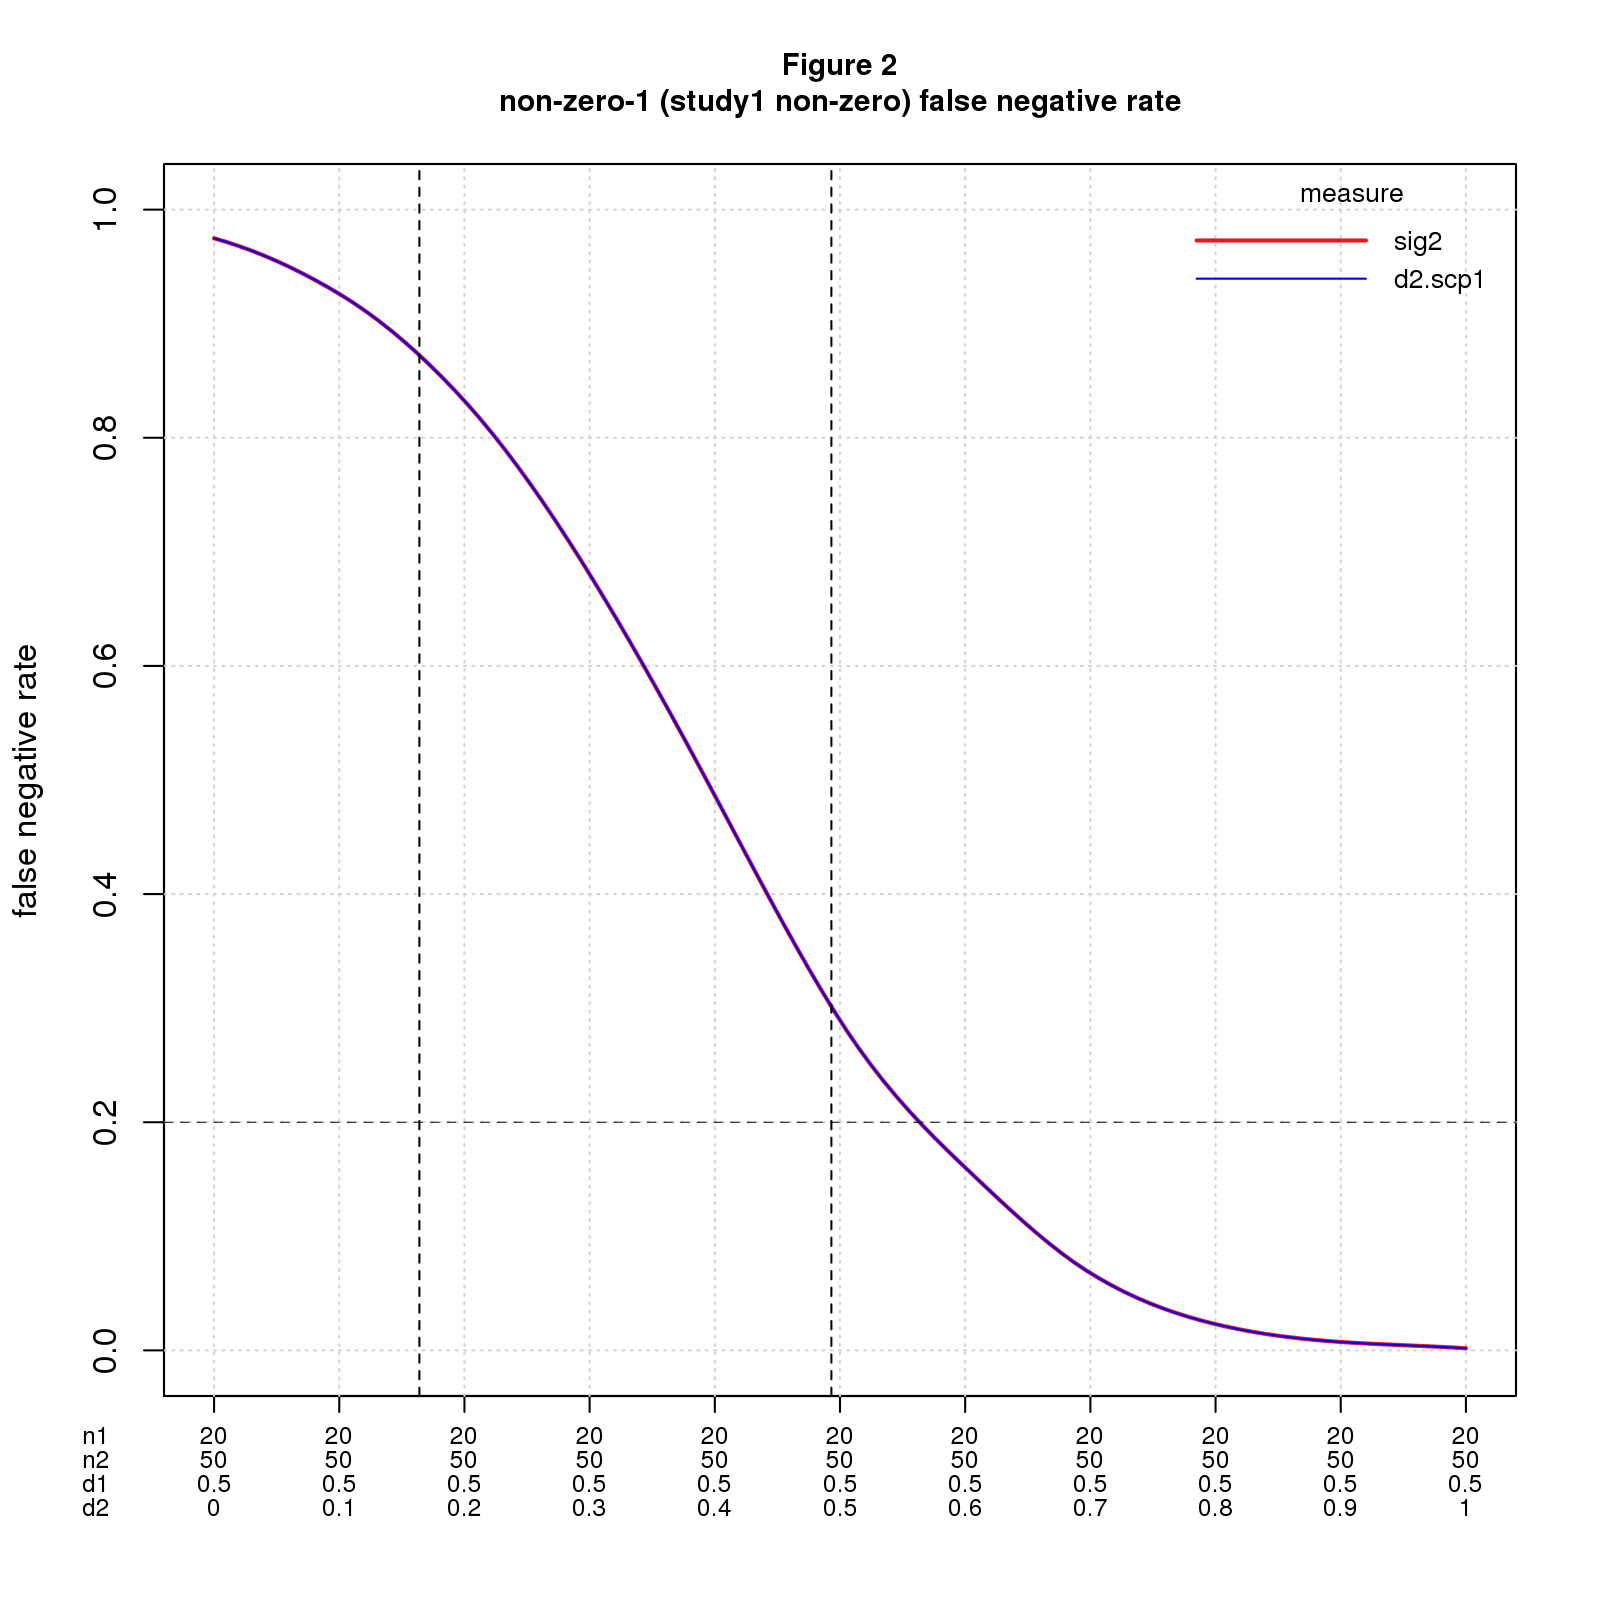 Figure 2
non-zero-1 (study1 non-zero) false negative rate
measure
sig2
d2.scp1
false negative rate
1.0
0.8
0.6
0.4
0.2
0.0
n1 20 20 20 20 20 20 20 20 20 20 20
n2 50 50 50 50 50 50 50 50 50 50 50
d1 0.5 0.5 0.5 0.5 0.5 0.5 0.5 0.5 0.5 0.5 0.5
d2 0 0.1 0.2 0.3 0.4 0.5 0.6 0.7 0.8 0.9 1